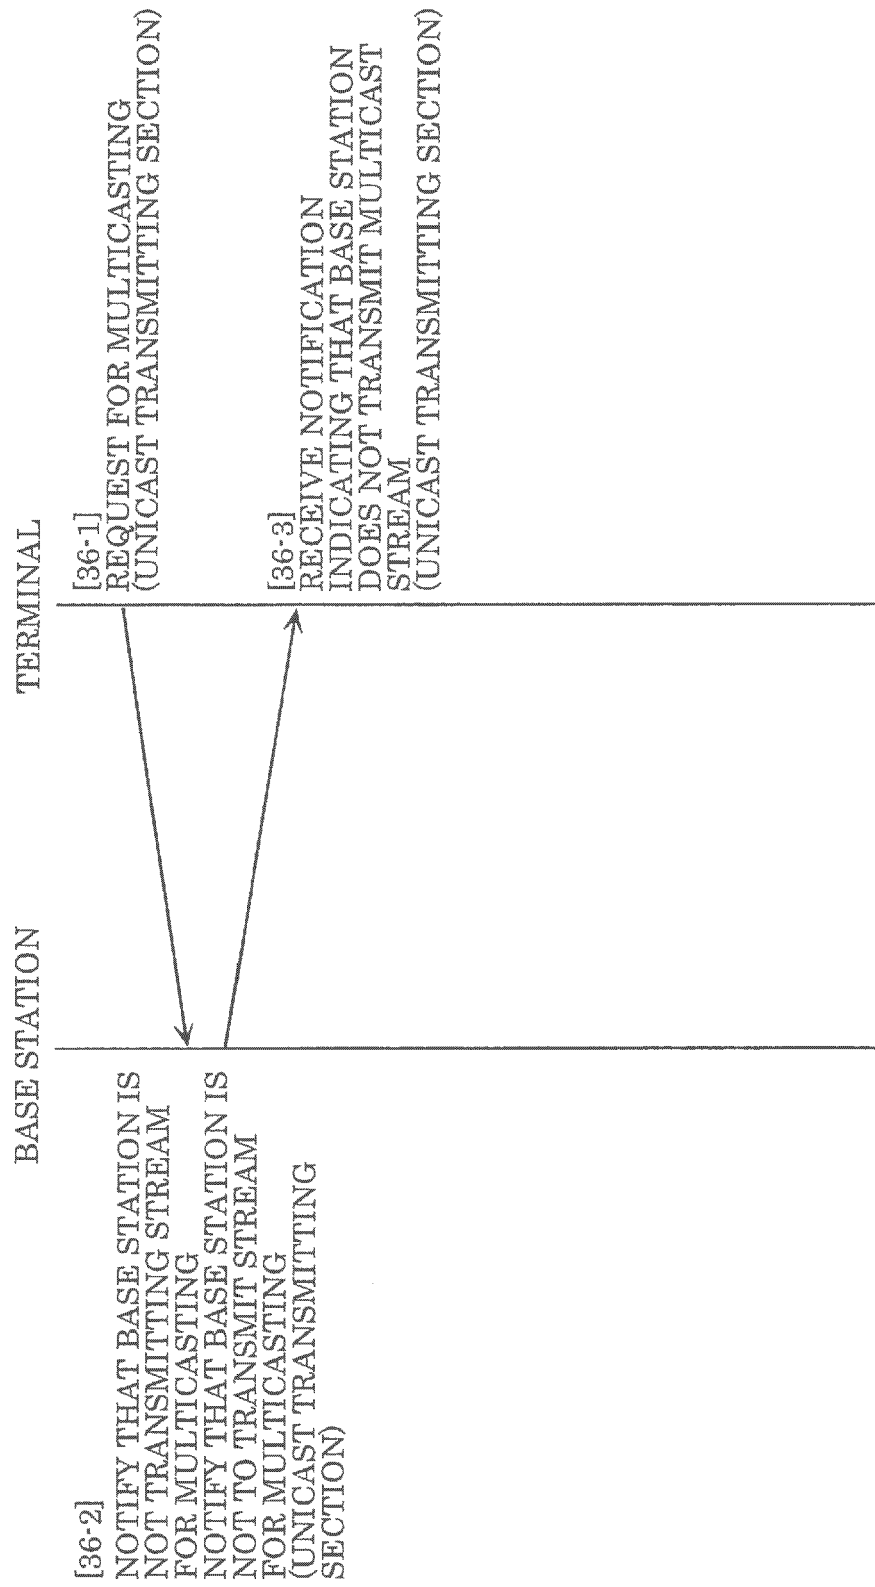 BASE STATION
TERMINAL
[36-1]
REQUEST FOR MULTICASTING
(UNICAST TRANSMITTING SECTION)
[36-2]
NOTIFY THAT BASE STATION IS
NOT TRANSMITTING STREAM
FOR MULTICASTING
NOTIFY THAT BASE STATION IS
NOT TO TRANSMIT STREAM
FOR MULTICASTING
(UNICAST TRANSMITTING
SECTION)
[36-3]
RECEIVE NOTIFICATION
INDICATING THAT BASE STATION
DOES NOT TRANSMIT MULTICAST
STREAM
(UNICAST TRANSMITTING SECTION)